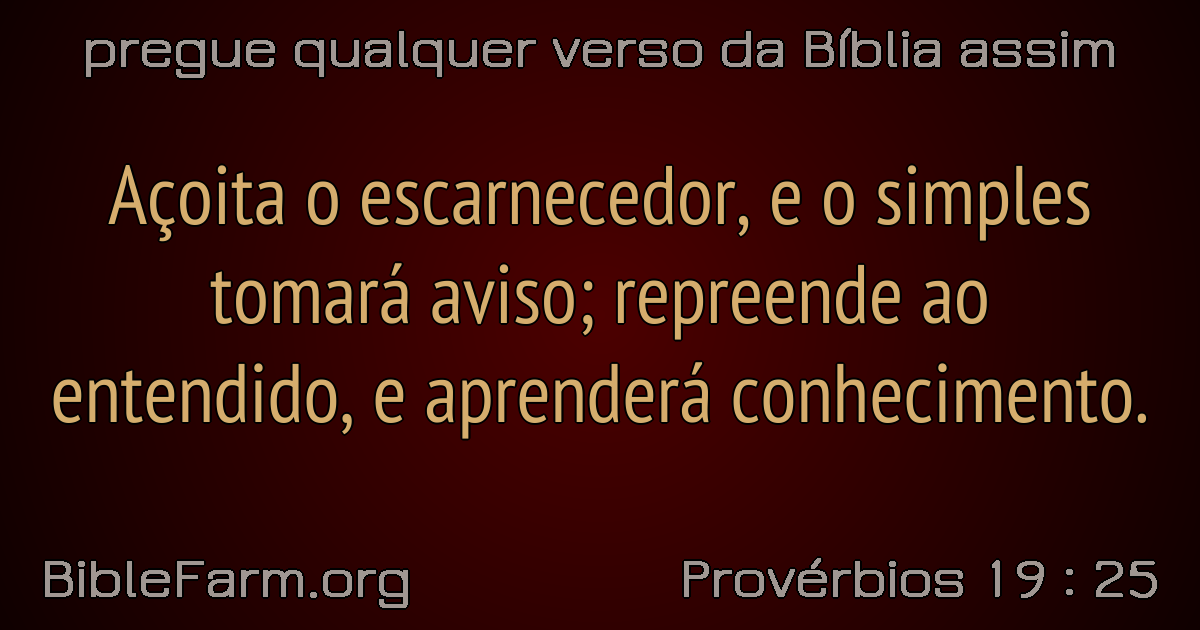 pregue qualquer verso da Bíblia assim
Açoita o escarnecedor, e o simples
tomará aviso; repreende ao
entendido, e aprenderá conhecimento.
BibleFarm.org
Provérbios 19 : 25